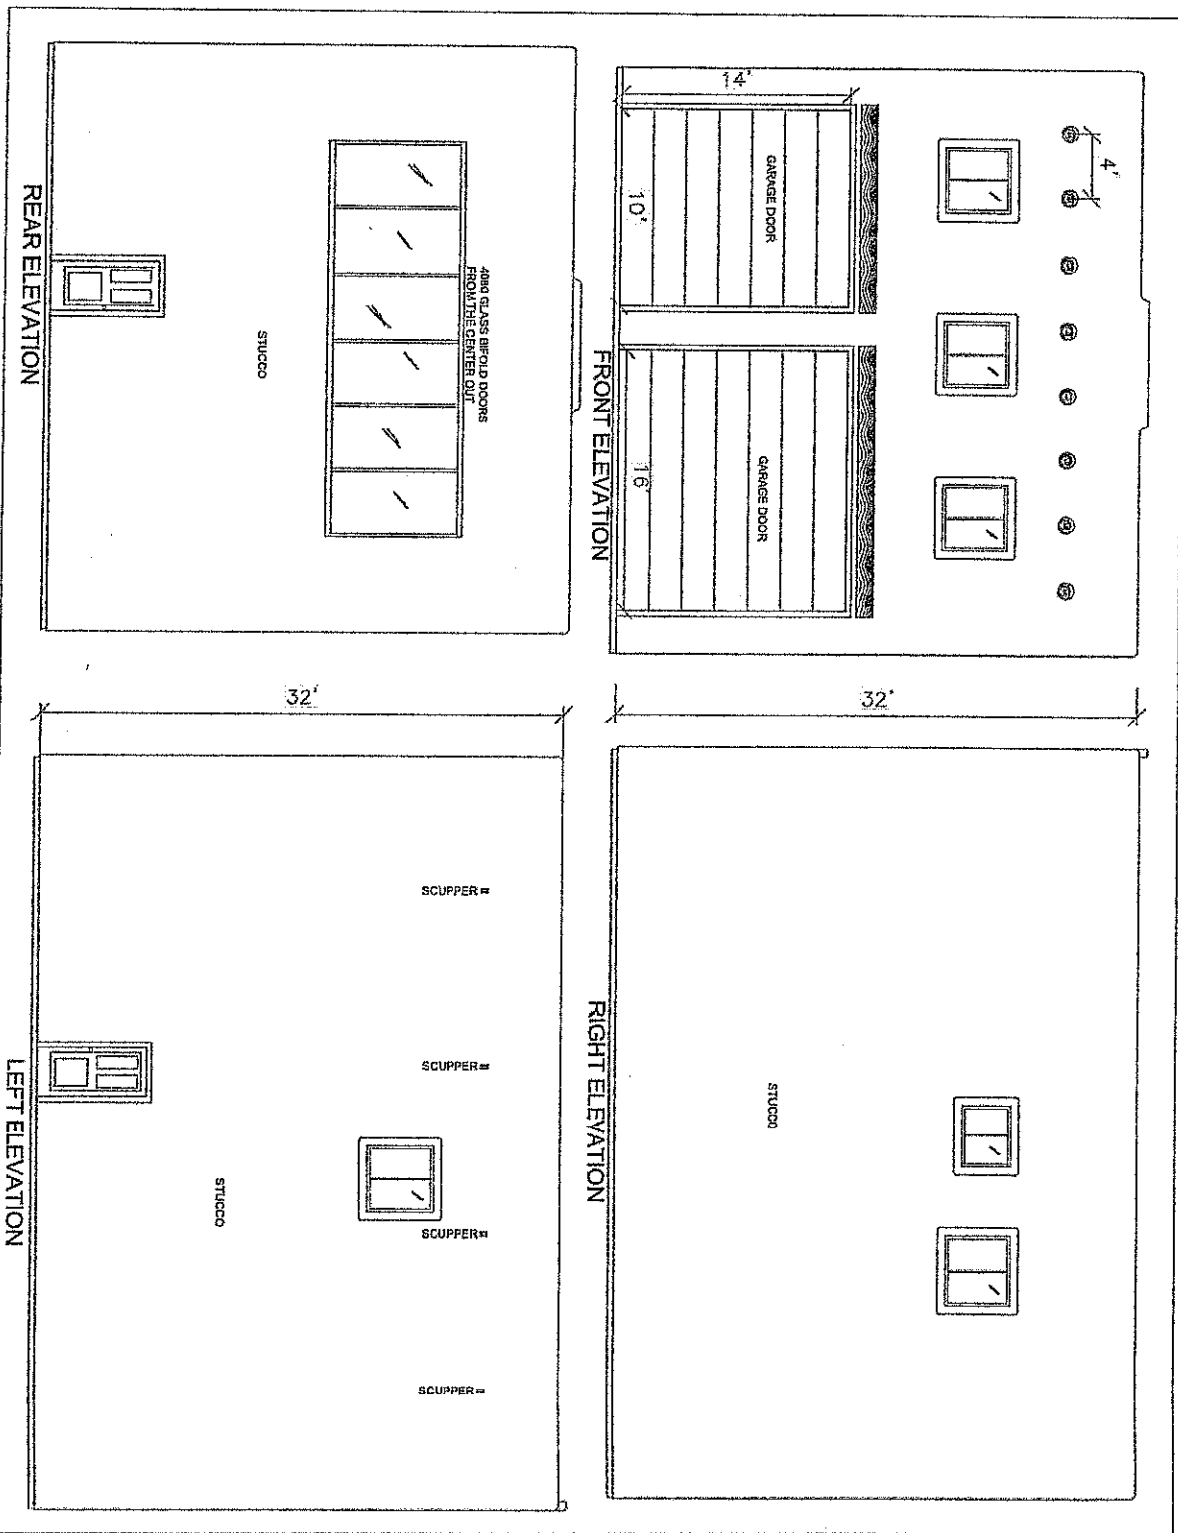 4'
14'
GARAGE DOOR
GARAGE DOOR
10'
16'
FRONT ELEVATION
32'
STUCCO
RIGHT ELEVATION
4080 GLASS BIFOLD DOORS
FROM THE CENTER OUT
STUCCO
REAR ELEVATION
32'
SCUPPER
SCUPPER
SCUPPER
SCUPPER
STUCCO
LEFT ELEVATION